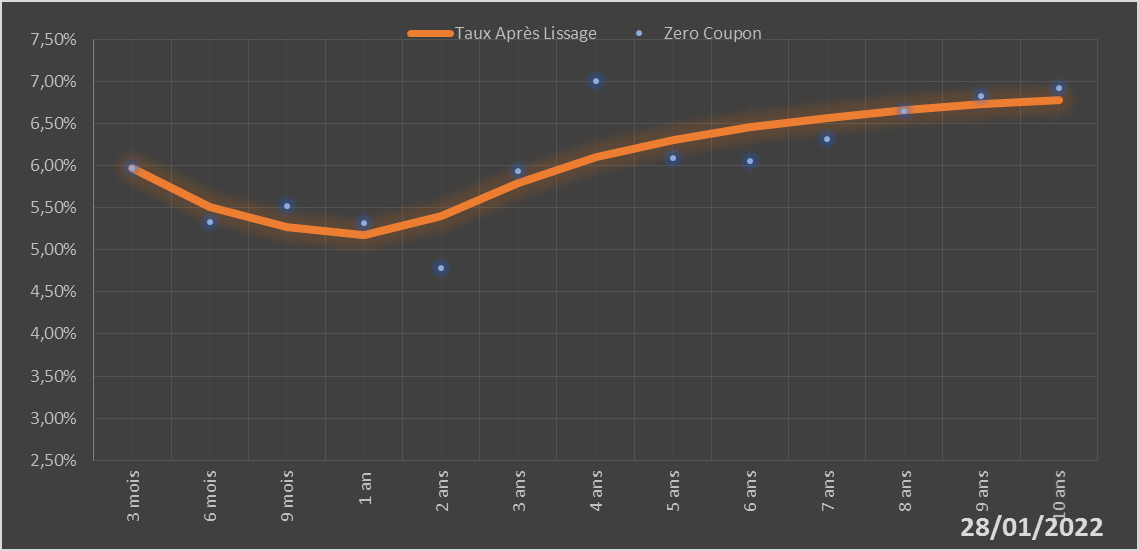 Taux Après Lissage Zero Coupon
7,50%
7,00%
6,50%
6,00%
5,50%
5,00%
4,50%
4,00%
3,50%
3,00%
2,50%
3 mois
6 mois
9 mois
1 an
2 ans
3 ans
4 ans
5 ans
6 ans
7 ans
8 ans
9 ans
10 ans
28/01/2022